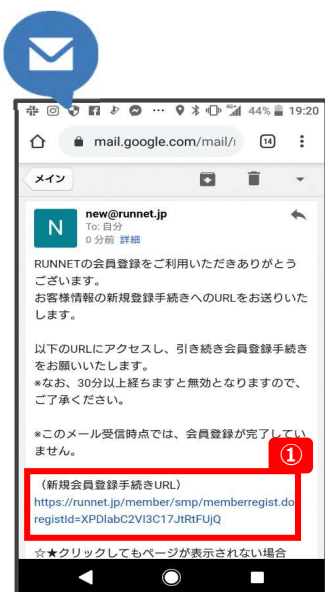 44% 19:20
mail.google.com/mail/ 14
メイン
N new@runnet.jp
To: 自分
0 分前 詳細
RUNNETの会員登録をご利用いただきありがとう
ございます。
お客様情報の新規登録手続きへのURLをお送りいた
します。
以下のURLにアクセスし、引き続き会員登録手続き
をお願いいたします。
*なお、30分以上経ちますと無効となりますので、
ご了承ください。
*このメール受信時点では、会員登録が完了してい
ません。
①
（新規会員登録手続きURL）
https://runnet.jp/member/smp/memberregist.do
registId=XPDlabC2VI3C17JtRtFUjQ
☆★クリックしてもページが表示されない場合